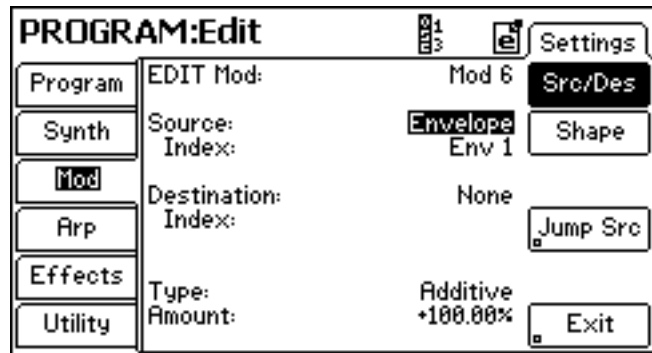 PROGRAM:Edit
Settings
Program
EDIT Mod: Mod 6
Src/Des
Synth
Source: Envelope
Index: Env 1
Shape
Mod
Destination: None
Index:
Arp
Jump Src
Effects
Type: Additive
Utility
Amount: +100.00%
Exit